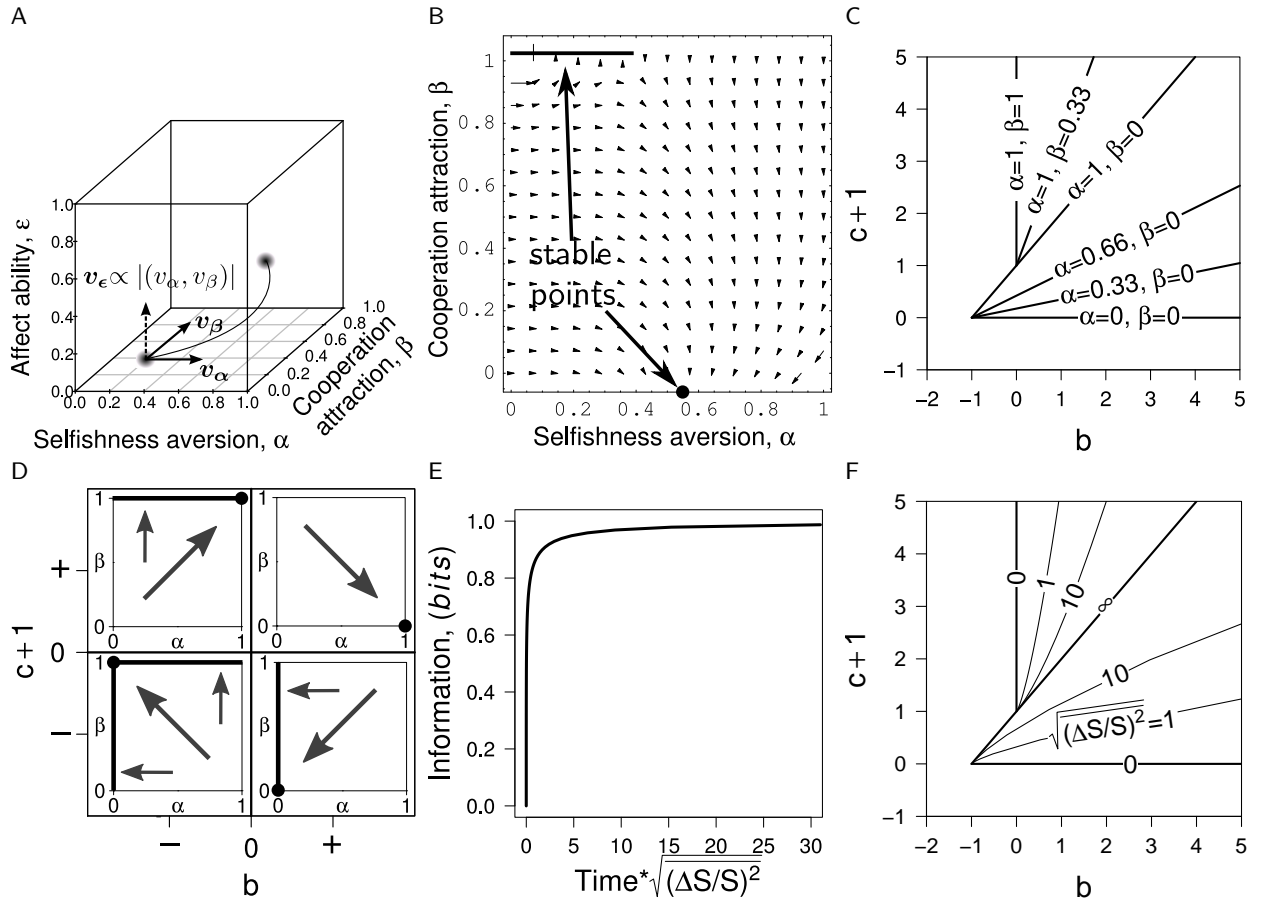 A
1.0
0.8
0.6
0.4
0.2
0.0
Affect ability, ε
v_ϵ ∝ |(v_α, v_β)|
v_β
v_α
0.0 0.2 0.4 0.6 0.8 1.0
0.0
0.2
0.4
0.6
0.8
1.0
Selfishness aversion, α
Cooperation
attraction, β
B
1
0.8
0.6
0.4
0.2
0
Cooperation attraction, β
stable
points
0 0.2 0.4 0.6 0.8 1
Selfishness aversion, α
C
5
4
3
2
1
0
−1
c+1
α=1, β=1
α=1, β=0.33
α=1, β=0
α=0.66, β=0
α=0.33, β=0
α=0, β=0
−2 −1 0 1 2 3 4 5
b
D
+
0
−
c+1
1
β
0
0 α 1
1
β
0
0 α 1
1
β
0
0 α 1
1
β
0
0 α 1
− 0 +
b
E
1.0
0.8
0.6
0.4
0.2
0.0
Information, (bits)
0 5 10 15 20 25 30
Time*√(ΔS/S)²
F
5
4
3
2
1
0
−1
c+1
0
1
10
∞
10
√(ΔS/S)²=1
0
−2 −1 0 1 2 3 4 5
b